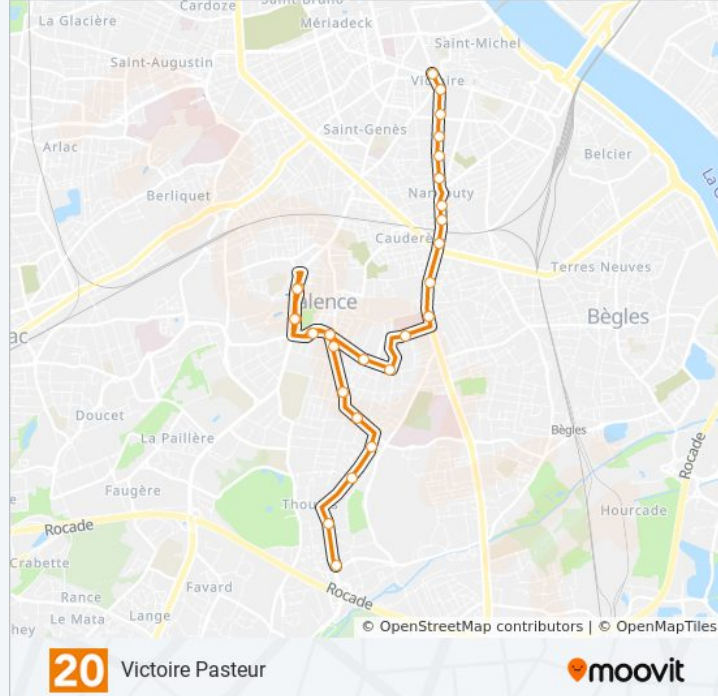 La Glacière
Cardoze
Mériadeck
Saint-Michel
Saint-Augustin
Saint-Genès
Arlac
Belcier
Berliquet
Nansouty
Terres Neuves
Talence
Bègles
Doucet
La Paillère
Bègles
Rocade
Faugère
Thouars
Hourcade
Rocade
Crabette
Favard
Rocade
Rance
Le Mata
Lange
hey
© OpenStreetMap contributors | © OpenMapTiles
20 Victoire Pasteur
moovit